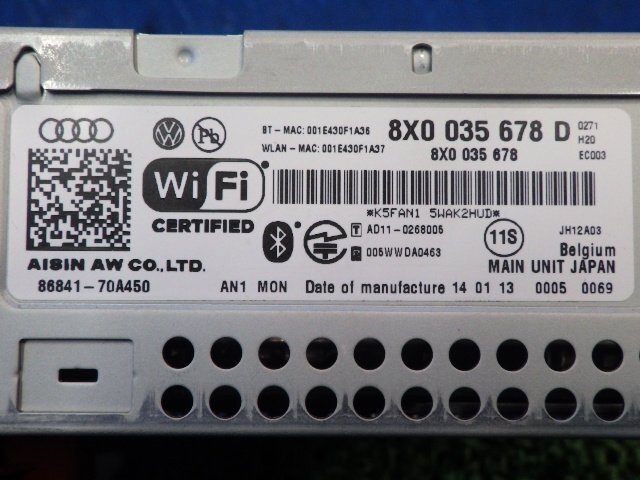 BT - MAC: 001E430F1A36
WLAN - MAC: 001E430F1A37
8X0 035 678 D
0271
H20
EC003
8X0 035 678
Pb
Wi Fi
CERTIFIED
*K5FAN1 5WAK2HUD*
T AD11-0268005
005WWDA0463
11S
JH12A03
Belgium
MAIN UNIT JAPAN
AISIN AW CO.,LTD.
86841-70A450
AN1 MON
Date of manufacture 14 01 13
0005 0069